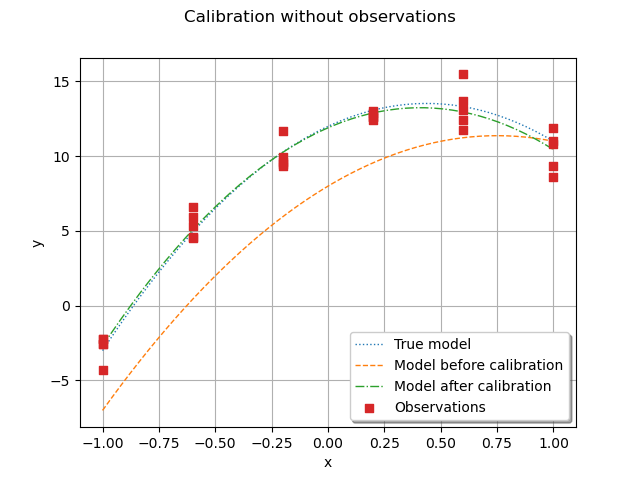 Calibration without observations
15
10
5
0
−5
y
True model
Model before calibration
Model after calibration
Observations
−1.00 −0.75 −0.50 −0.25 0.00 0.25 0.50 0.75 1.00
x